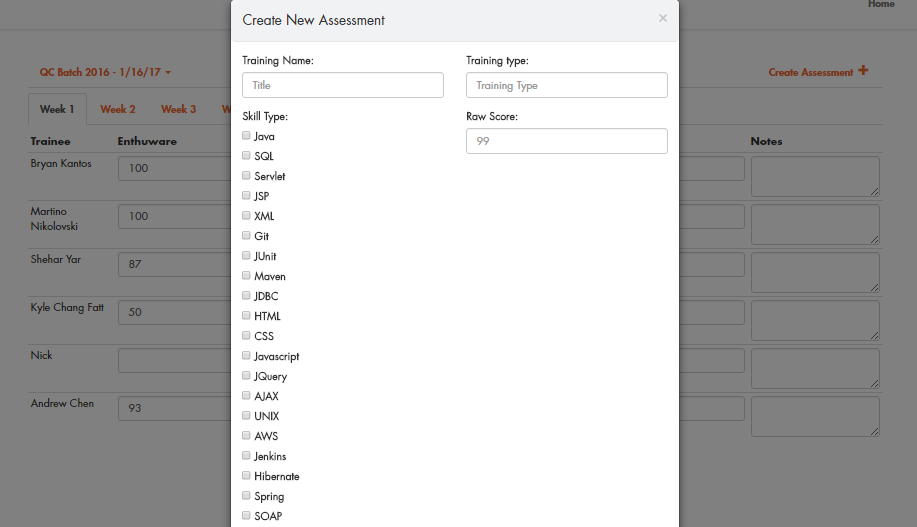 Home
Create New Assessment ×
QC Batch 2016 - 1/16/17
Create Assessment +
Week 1 Week 2 Week 3 W
Trainee Enthuware Notes
Bryan Kantos 100
Martino
Nikolovski 100
Shehar Yar 87
Kyle Chang Fatt 50
Nick
Andrew Chen 93
Training Name: Training type:
Title Training Type
Skill Type: Raw Score:
99
Java
SQL
Servlet
JSP
XML
Git
JUnit
Maven
JDBC
HTML
CSS
Javascript
JQuery
AJAX
UNIX
AWS
Jenkins
Hibernate
Spring
SOAP